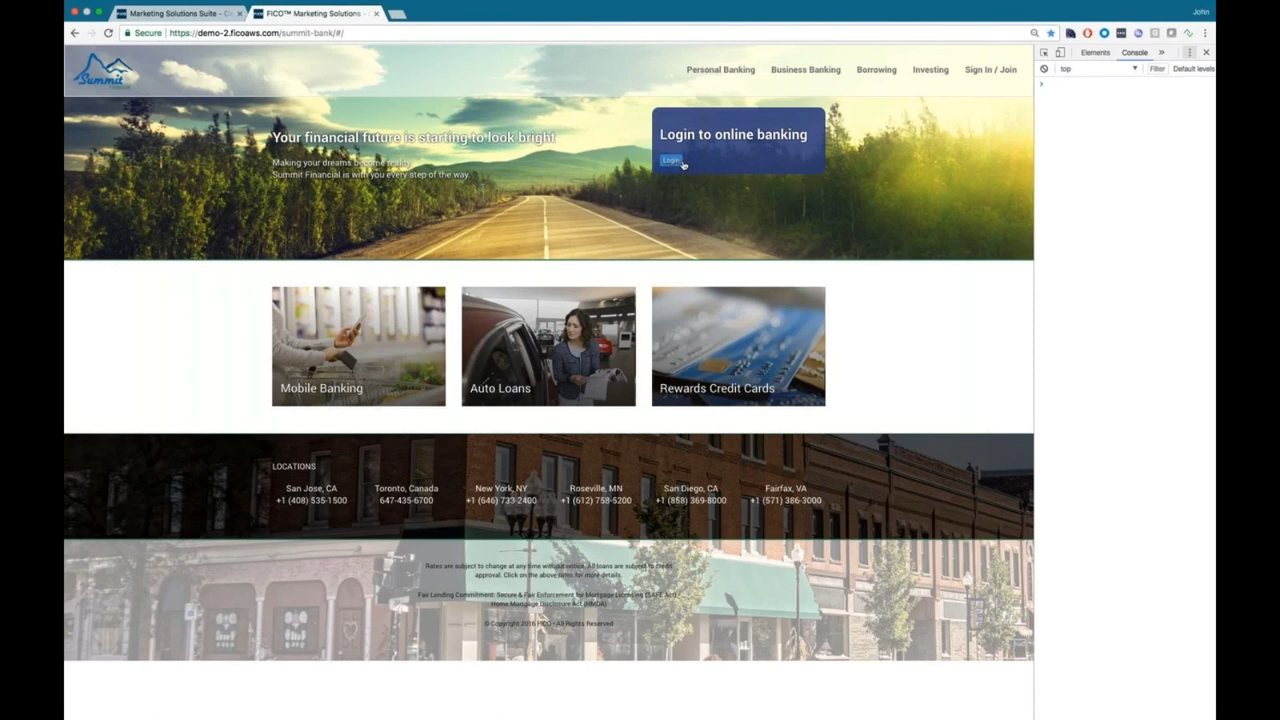 Marketing Solutions Suite - C
FICO™ Marketing Solutions -
John
Secure
https://demo-2.ficoaws.com/summit-bank/#/
Elements
Console
»
top
Filter
Default levels
Summit
Personal Banking
Business Banking
Borrowing
Investing
Sign In / Join
Your financial future is starting to look bright
Making your dreams become reality
Summit Financial is with you every step of the way.
Login to online banking
Login
Mobile Banking
Auto Loans
Rewards Credit Cards
LOCATIONS
San Jose, CA
+1 (408) 535-1500
Toronto, Canada
647-435-6700
New York, NY
+1 (646) 733-2400
Roseville, MN
+1 (612) 758-5200
San Diego, CA
+1 (858) 369-8000
Fairfax, VA
+1 (571) 386-3000
Rates are subject to change at any time without notice. All loans are subject to credit
approval. Click on the above rates for more details.
Fair Lending Commitment: Secure & Fair Enforcement for Mortgage Licensing (SAFE Act) -
Home Mortgage Disclosure Act (HMDA)
© Copyright 2016 FICO - All Rights Reserved